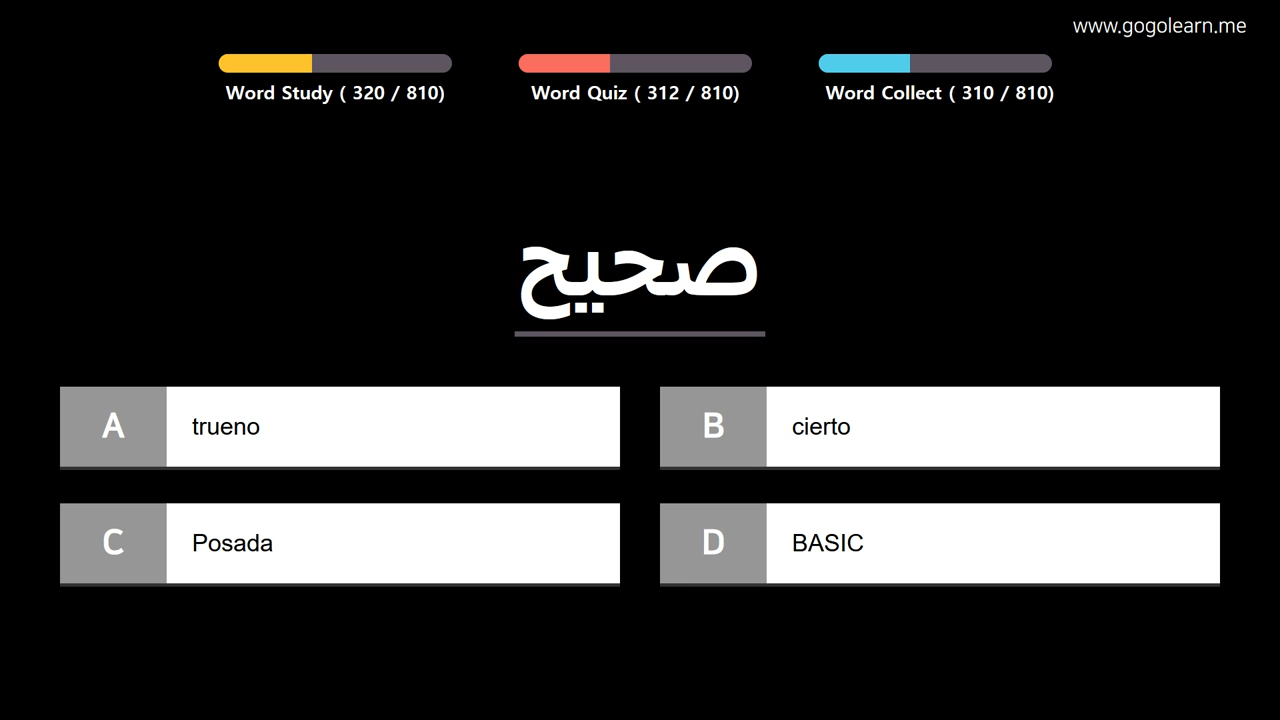 www.gogolearn.me
Word Study ( 320 / 810)
Word Quiz ( 312 / 810)
Word Collect ( 310 / 810)
صحيح
A trueno
B cierto
C Posada
D BASIC